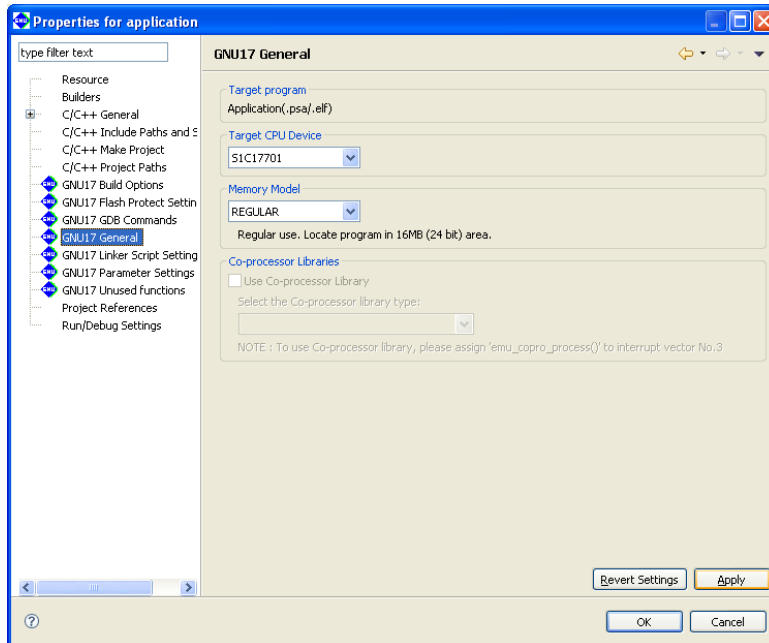 Properties for application
type filter text
GNU17 General
Resource
Builders
C/C++ General
C/C++ Include Paths and S
C/C++ Make Project
C/C++ Project Paths
GNU17 Build Options
GNU17 Flash Protect Settin
GNU17 GDB Commands
GNU17 General
GNU17 Linker Script Setting
GNU17 Parameter Settings
GNU17 Unused functions
Project References
Run/Debug Settings
Target program
Application(.psa/.elf)
Target CPU Device
S1C17701
Memory Model
REGULAR
Regular use. Locate program in 16MB (24 bit) area.
Co-processor Libraries
Use Co-processor Library
Select the Co-processor library type:
NOTE : To use Co-processor library, please assign 'emu_copro_process()' to interrupt vector No.3
Revert Settings
Apply
OK
Cancel